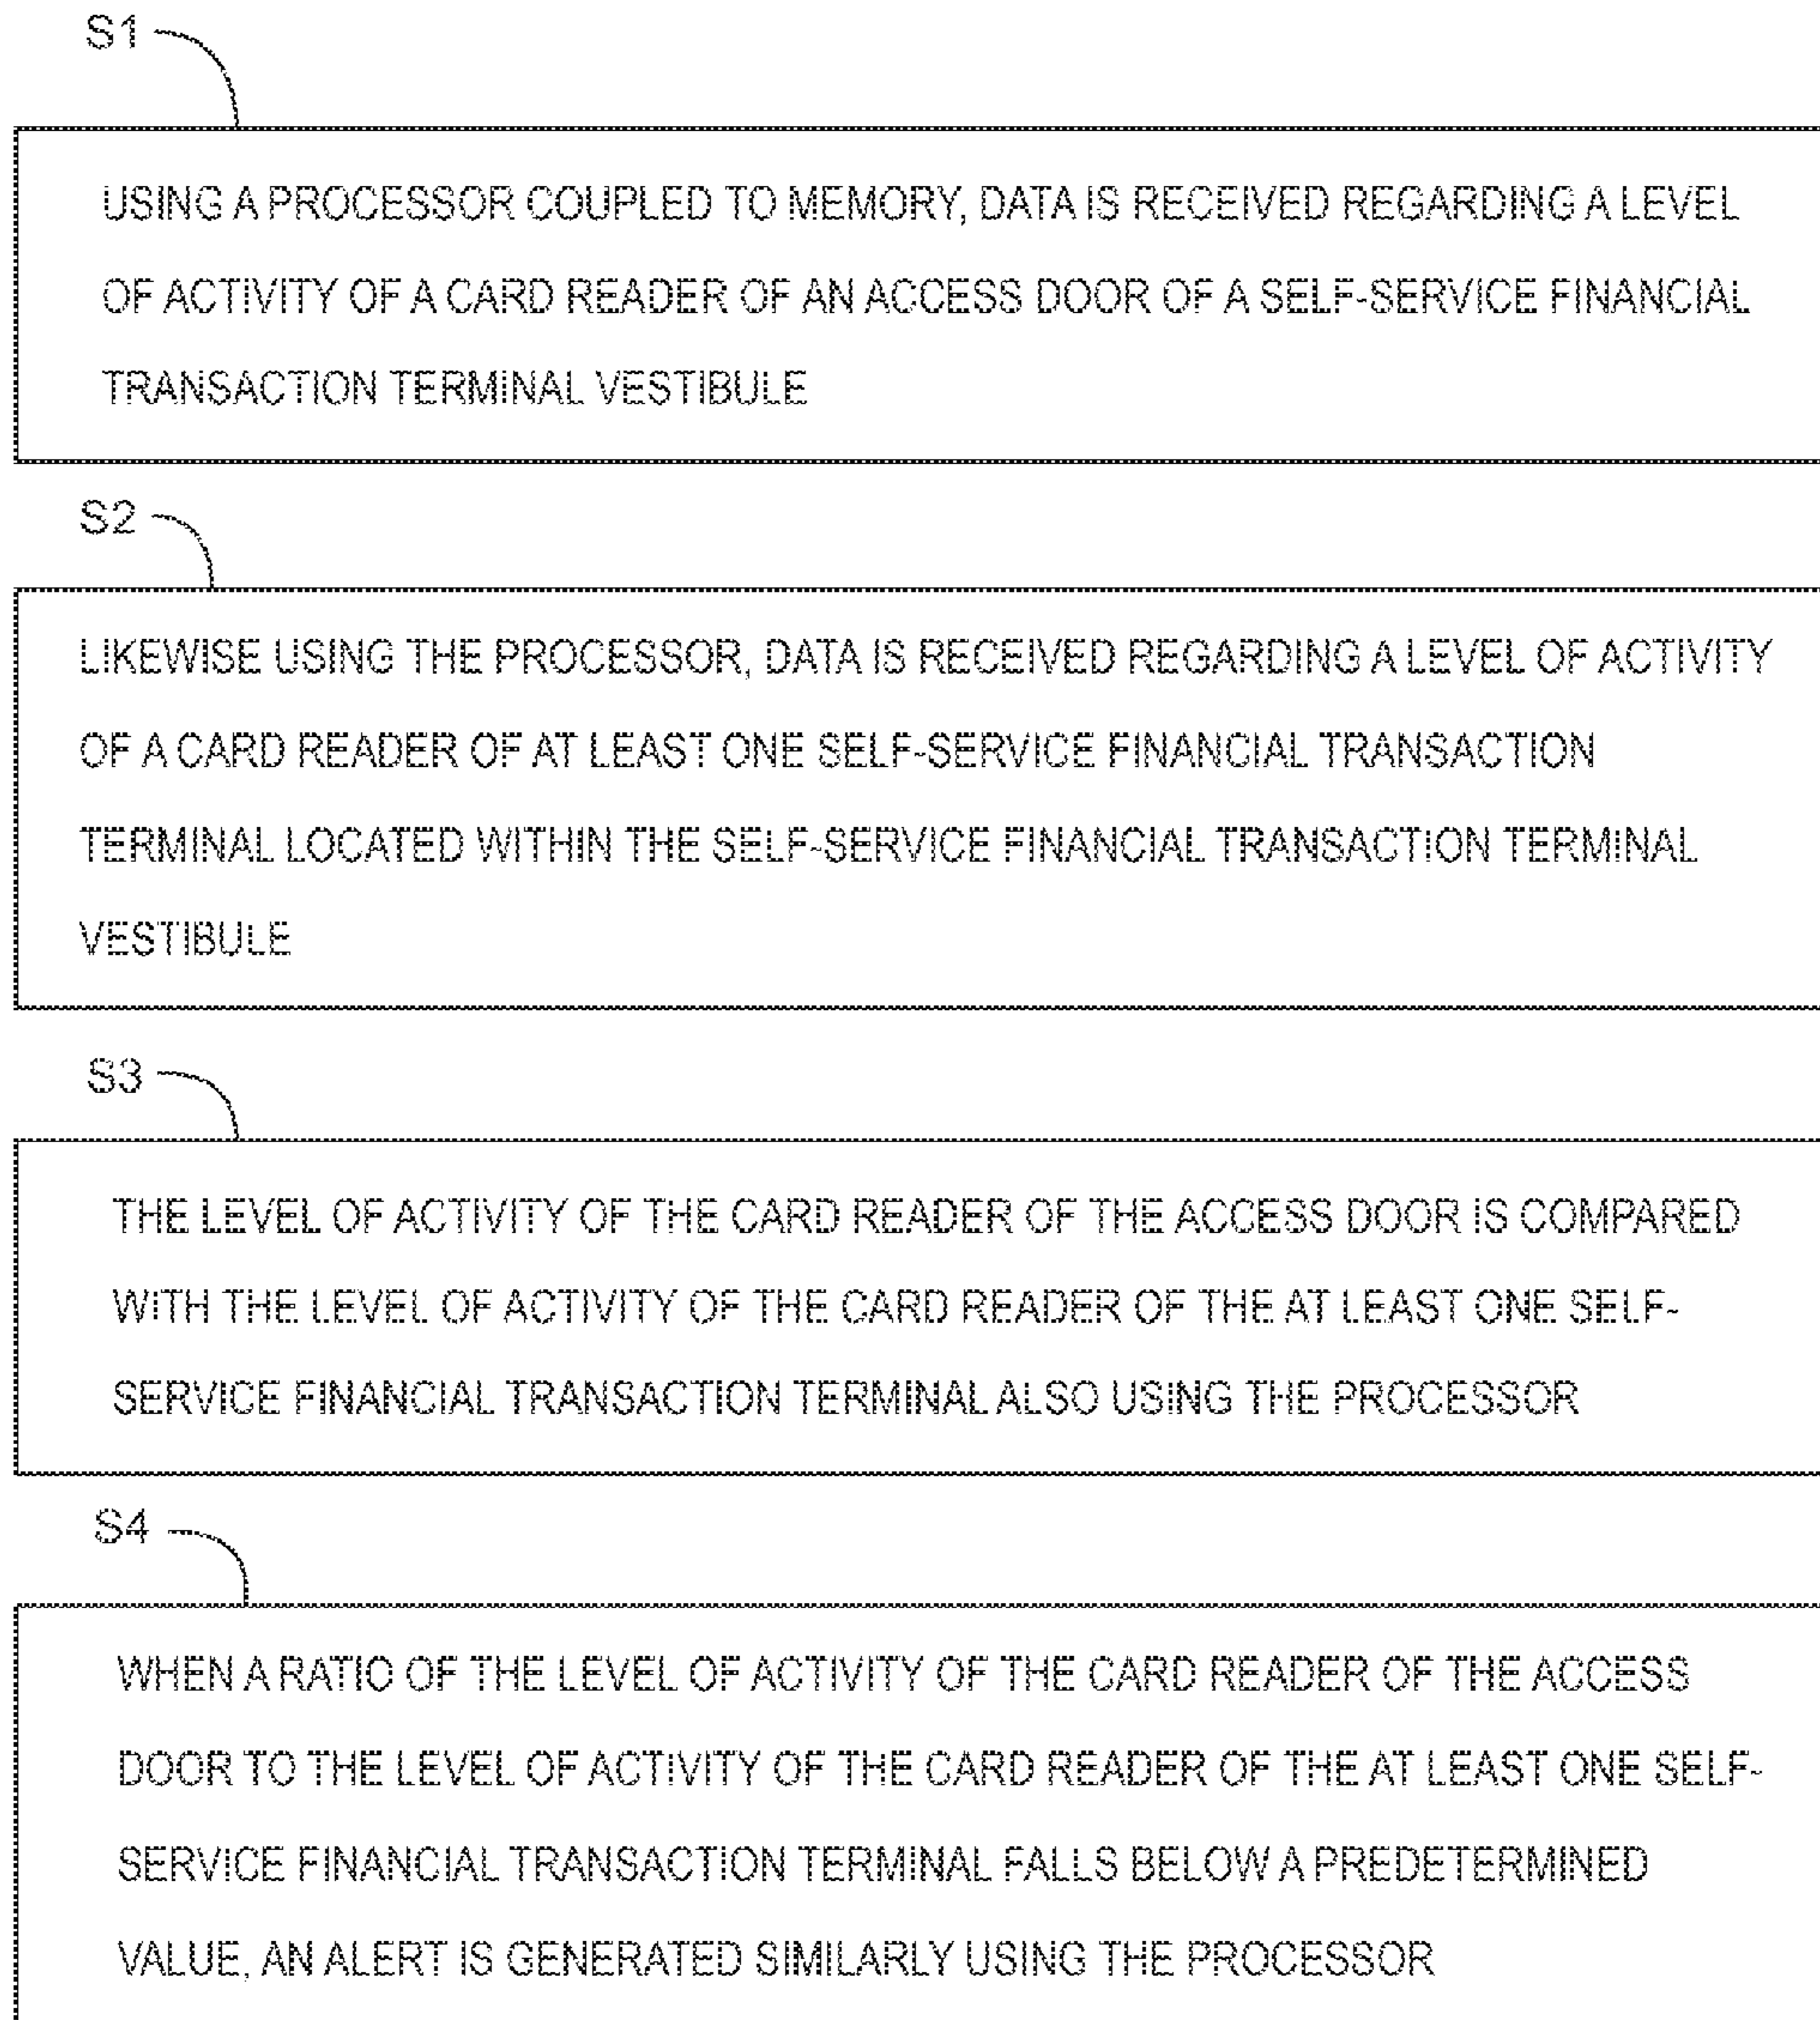 S1
USING A PROCESSOR COUPLED TO MEMORY, DATA IS RECEIVED REGARDING A LEVEL
OF ACTIVITY OF A CARD READER OF AN ACCESS DOOR OF A SELF-SERVICE FINANCIAL
TRANSACTION TERMINAL VESTIBULE
S2
LIKEWISE USING THE PROCESSOR, DATA IS RECEIVED REGARDING A LEVEL OF ACTIVITY
OF A CARD READER OF AT LEAST ONE SELF-SERVICE FINANCIAL TRANSACTION
TERMINAL LOCATED WITHIN THE SELF-SERVICE FINANCIAL TRANSACTION TERMINAL
VESTIBULE
S3
THE LEVEL OF ACTIVITY OF THE CARD READER OF THE ACCESS DOOR IS COMPARED
WITH THE LEVEL OF ACTIVITY OF THE CARD READER OF THE AT LEAST ONE SELF-
SERVICE FINANCIAL TRANSACTION TERMINAL ALSO USING THE PROCESSOR
S4
WHEN A RATIO OF THE LEVEL OF ACTIVITY OF THE CARD READER OF THE ACCESS
DOOR TO THE LEVEL OF ACTIVITY OF THE CARD READER OF THE AT LEAST ONE SELF-
SERVICE FINANCIAL TRANSACTION TERMINAL FALLS BELOW A PREDETERMINED
VALUE, AN ALERT IS GENERATED SIMILARLY USING THE PROCESSOR